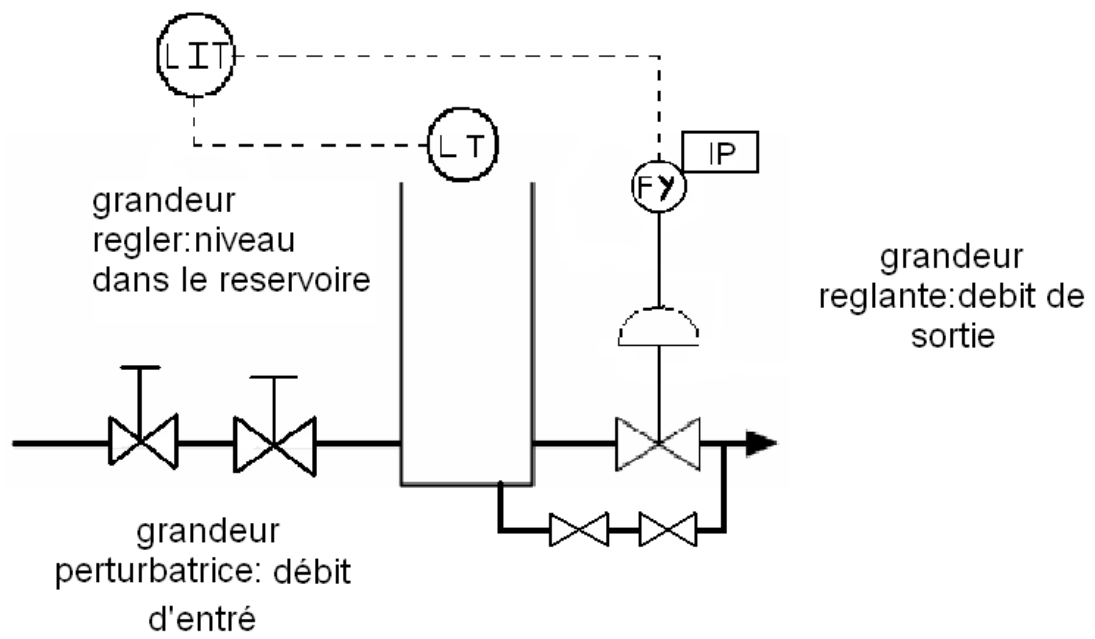 LIT
LT
IP
FY
grandeur
regler:niveau
dans le reservoire
grandeur
reglante:debit de
sortie
grandeur
perturbatrice: débit
d'entré